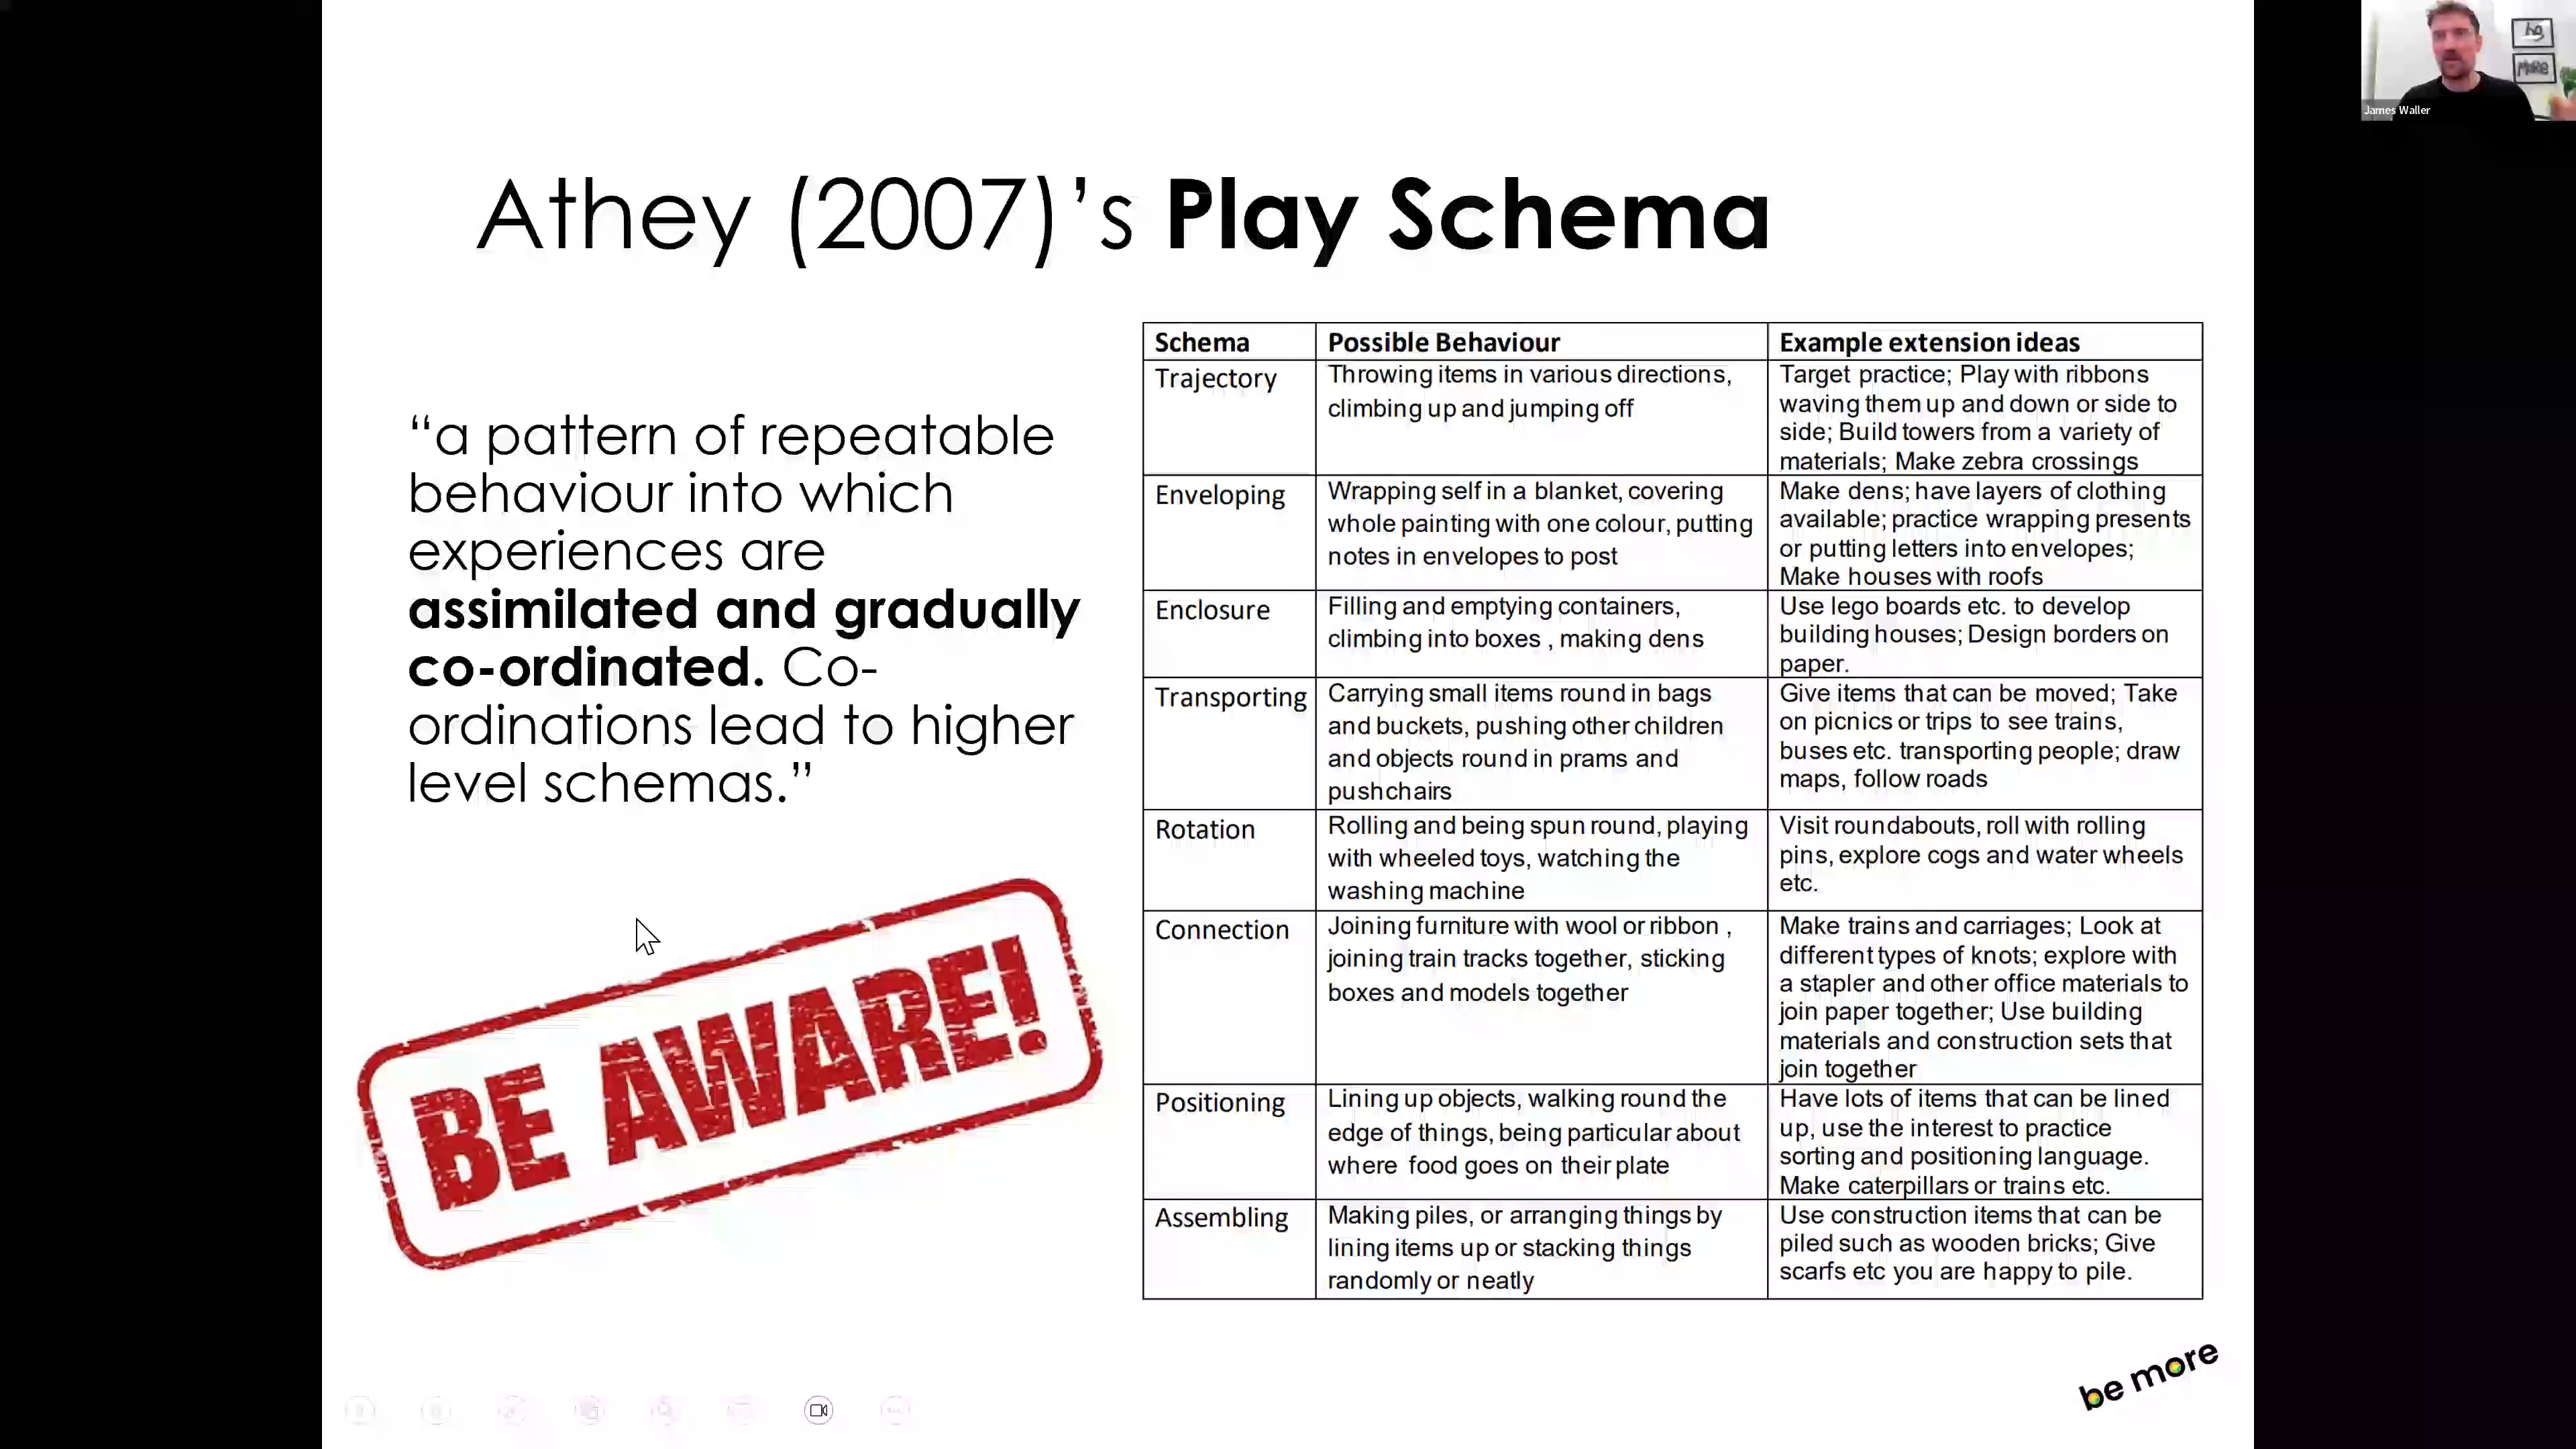 James Waller
Athey (2007)’s Play Schema
“a pattern of repeatable
behaviour into which
experiences are
assimilated and gradually
co-ordinated. Co-
ordinations lead to higher
level schemas.”
BE AWARE!
Schema Possible Behaviour Example extension ideas
Trajectory
Throwing items in various directions,
climbing up and jumping off
Target practice; Play with ribbons
waving them up and down or side to
side; Build towers from a variety of
materials; Make zebra crossings
Enveloping
Wrapping self in a blanket, covering
whole painting with one colour, putting
notes in envelopes to post
Make dens; have layers of clothing
available; practice wrapping presents
or putting letters into envelopes;
Make houses with roofs
Enclosure
Filling and emptying containers,
climbing into boxes , making dens
Use lego boards etc. to develop
building houses; Design borders on
paper.
Transporting
Carrying small items round in bags
and buckets, pushing other children
and objects round in prams and
pushchairs
Give items that can be moved; Take
on picnics or trips to see trains,
buses etc. transporting people; draw
maps, follow roads
Rotation
Rolling and being spun round, playing
with wheeled toys, watching the
washing machine
Visit roundabouts, roll with rolling
pins, explore cogs and water wheels
etc.
Connection
Joining furniture with wool or ribbon ,
joining train tracks together, sticking
boxes and models together
Make trains and carriages; Look at
different types of knots; explore with
a stapler and other office materials to
join paper together; Use building
materials and construction sets that
join together
Positioning
Lining up objects, walking round the
edge of things, being particular about
where food goes on their plate
Have lots of items that can be lined
up, use the interest to practice
sorting and positioning language.
Make caterpillars or trains etc.
Assembling
Making piles, or arranging things by
lining items up or stacking things
randomly or neatly
Use construction items that can be
piled such as wooden bricks; Give
scarfs etc you are happy to pile.
be more